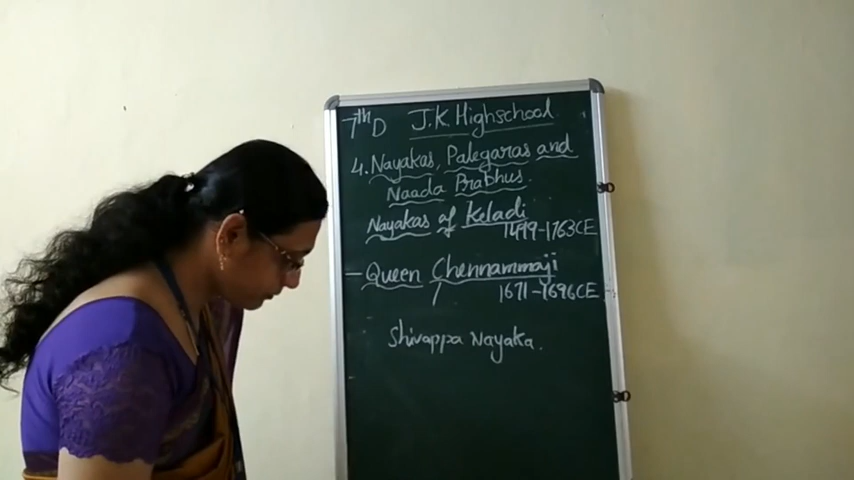 7th D J.K. Highschool
4. Nayakas, Palegaras and
Naada Prabhus.
Nayakas of Keladi
1499-1763CE
- Queen Chennammaji
1671-1696CE
Shivappa Nayaka.